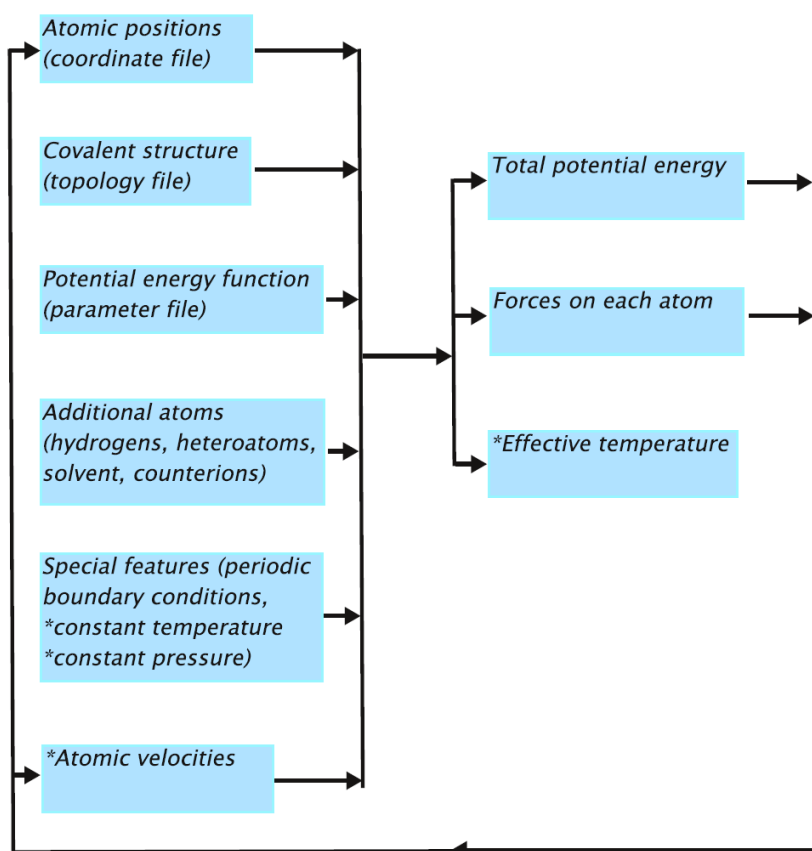 Atomic positions
(coordinate file)
Covalent structure
(topology file)
Potential energy function
(parameter file)
Additional atoms
(hydrogens, heteroatoms,
solvent, counterions)
Special features (periodic
boundary conditions,
*constant temperature
*constant pressure)
*Atomic velocities
Total potential energy
Forces on each atom
*Effective temperature